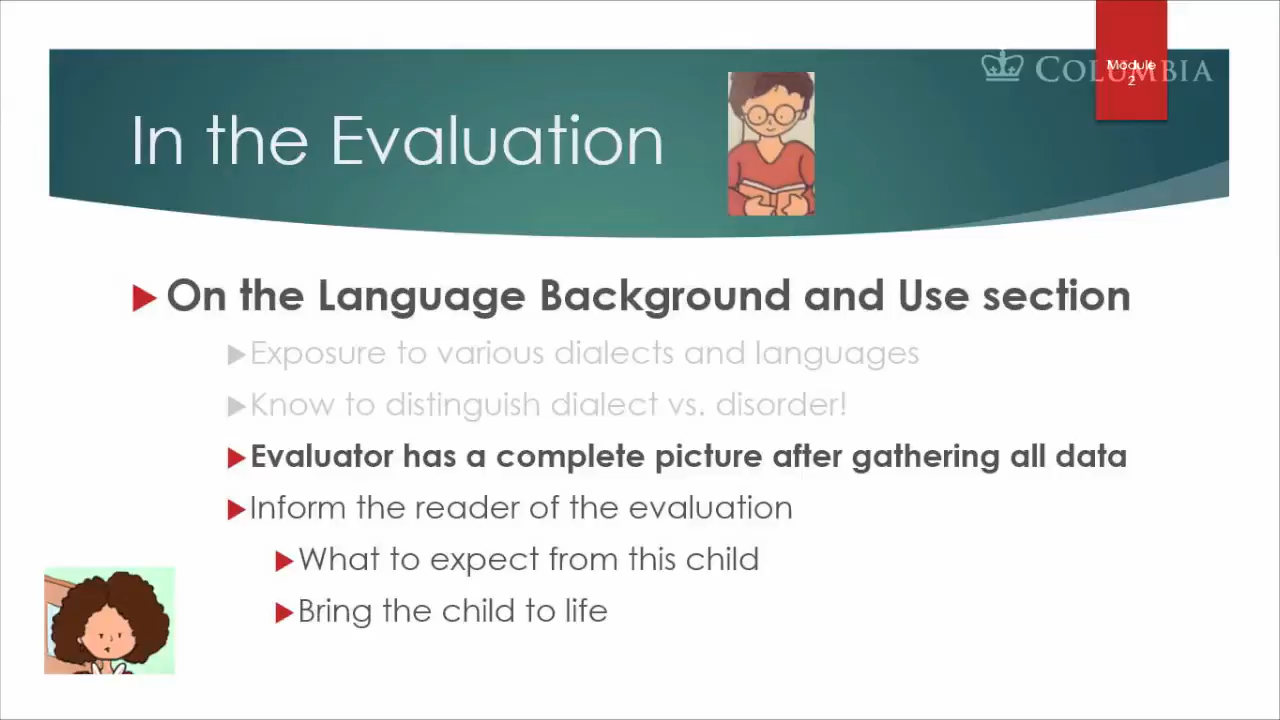 Module
2
COLUMBIA
In the Evaluation
On the Language Background and Use section
Exposure to various dialects and languages
Know to distinguish dialect vs. disorder!
Evaluator has a complete picture after gathering all data
Inform the reader of the evaluation
What to expect from this child
Bring the child to life